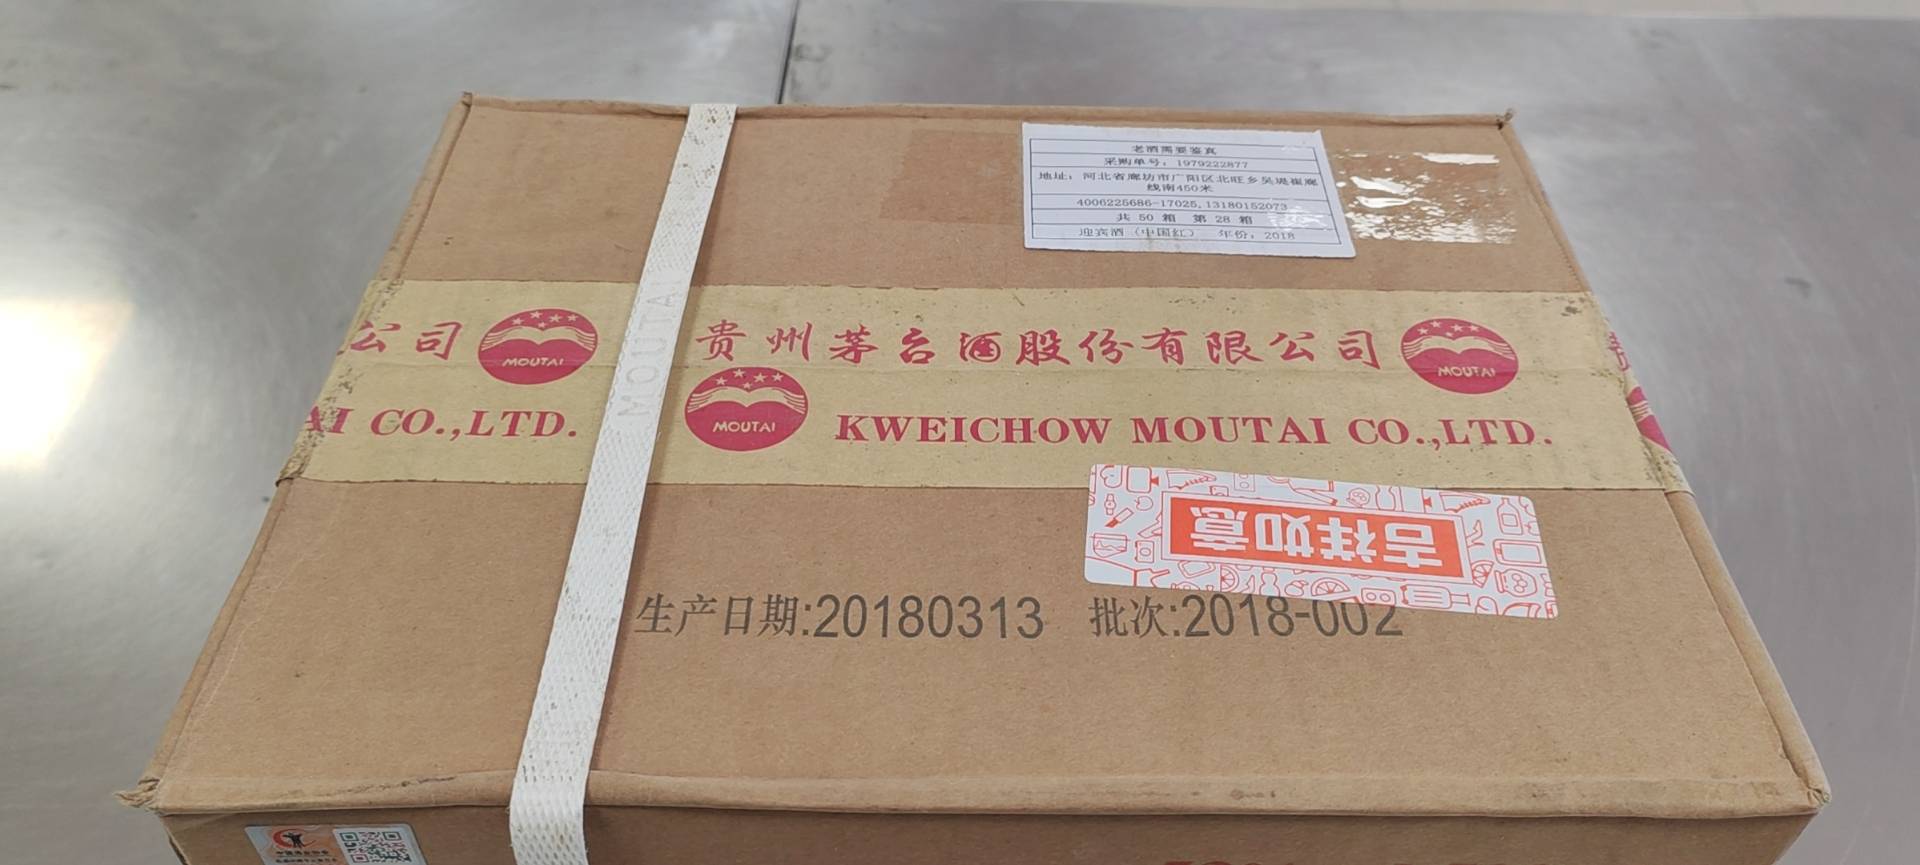 老酒需要鉴真
采购单号：1979222877
地址：河北省廊坊市广阳区北旺乡吴堤崔廊
线南450米
4006225686-17025,13180152073
共 50 箱 第 28 箱
迎宾酒（中国红） 年份：2018
公司 MOUTAI 贵州茅台酒股份有限公司 MOUTAI
AI CO.,LTD. MOUTAI KWEICHOW MOUTAI CO.,LTD.
MOUTAI
吉祥如意
生产日期:20180313 批次:2018-002